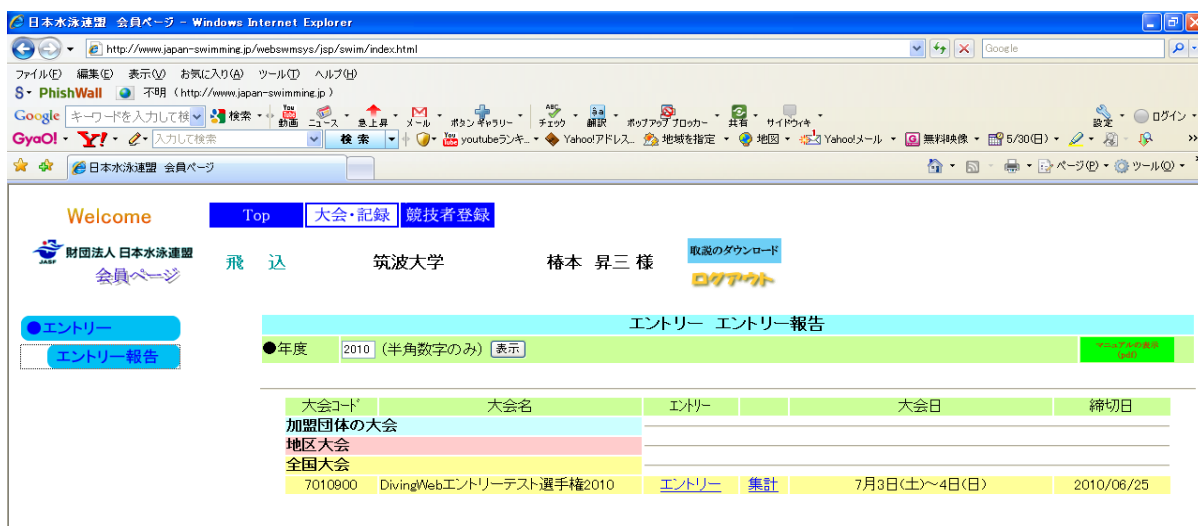 日本水泳連盟 会員ページ - Windows Internet Explorer
http://www.japan-swimming.jp/webswmsys/jsp/swim/index.html
Google
ファイル(F) 編集(E) 表示(V) お気に入り(A) ツール(T) ヘルプ(H)
PhishWall 不明 (http://www.japan-swimming.jp)
Google キーワードを入力して検 検索 動画 ニュース 急上昇 メール ボタン ギャラリー チェック 翻訳 ポップアップ ブロッカー 共有 サイドウィキ 設定 ログイン
GyaO! Y! 入力して検索 検索 youtubeランキ... Yahoo!アドレス... 地域を指定 地図 Yahoo!メール 無料映像 5/30(日)
日本水泳連盟 会員ページ ページ(P) ツール(O)
Welcome Top 大会・記録 競技者登録
財団法人 日本水泳連盟
JASF
会員ページ
飛 込 筑波大学 椿本 昇三 様
取説のダウンロード
ログアウト
●エントリー
エントリー報告
エントリー エントリー報告
●年度 2010 (半角数字のみ) 表示
マニュアルの表示
(pdf)
大会コード 大会名 エントリー 大会日 締切日
加盟団体の大会
地区大会
全国大会
7010900 DivingWebエントリーテスト選手権2010 エントリー 集計 7月3日(土)~4日(日) 2010/06/25